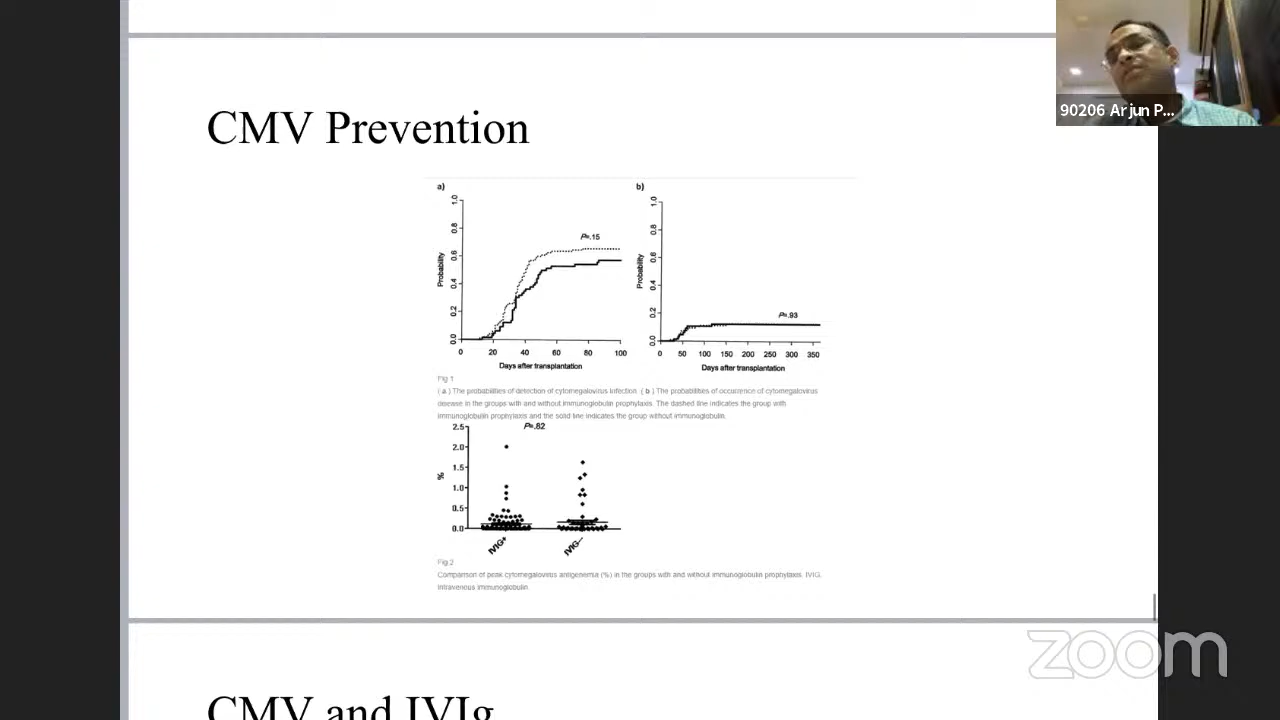 90206 Arjun P...
CMV Prevention
a)
b)
1.0
0.8
0.6
0.4
0.2
0.0
Probability
P=.15
0 20 40 60 80 100
Days after transplantation
1.0
0.8
0.6
0.4
0.2
0.0
Probability
P=.93
0 50 100 150 200 250 300 350
Days after transplantation
Fig 1
( a ) The probabilities of detection of cytomegalovirus infection. ( b ) The probabilities of occurrence of cytomegalovirus
disease in the groups with and without immunoglobulin prophylaxis. The dashed line indicates the group with
immunoglobulin prophylaxis and the solid line indicates the group without immunoglobulin.
P=.82
2.5
2.0
1.5
1.0
0.5
0.0
%
IVIG+
IVIG-
Fig 2
Comparison of peak cytomegalovirus antigenemia (%) in the groups with and without immunoglobulin prophylaxis. IVIG,
intravenous immunoglobulin.
zoom
CMV and IVIg